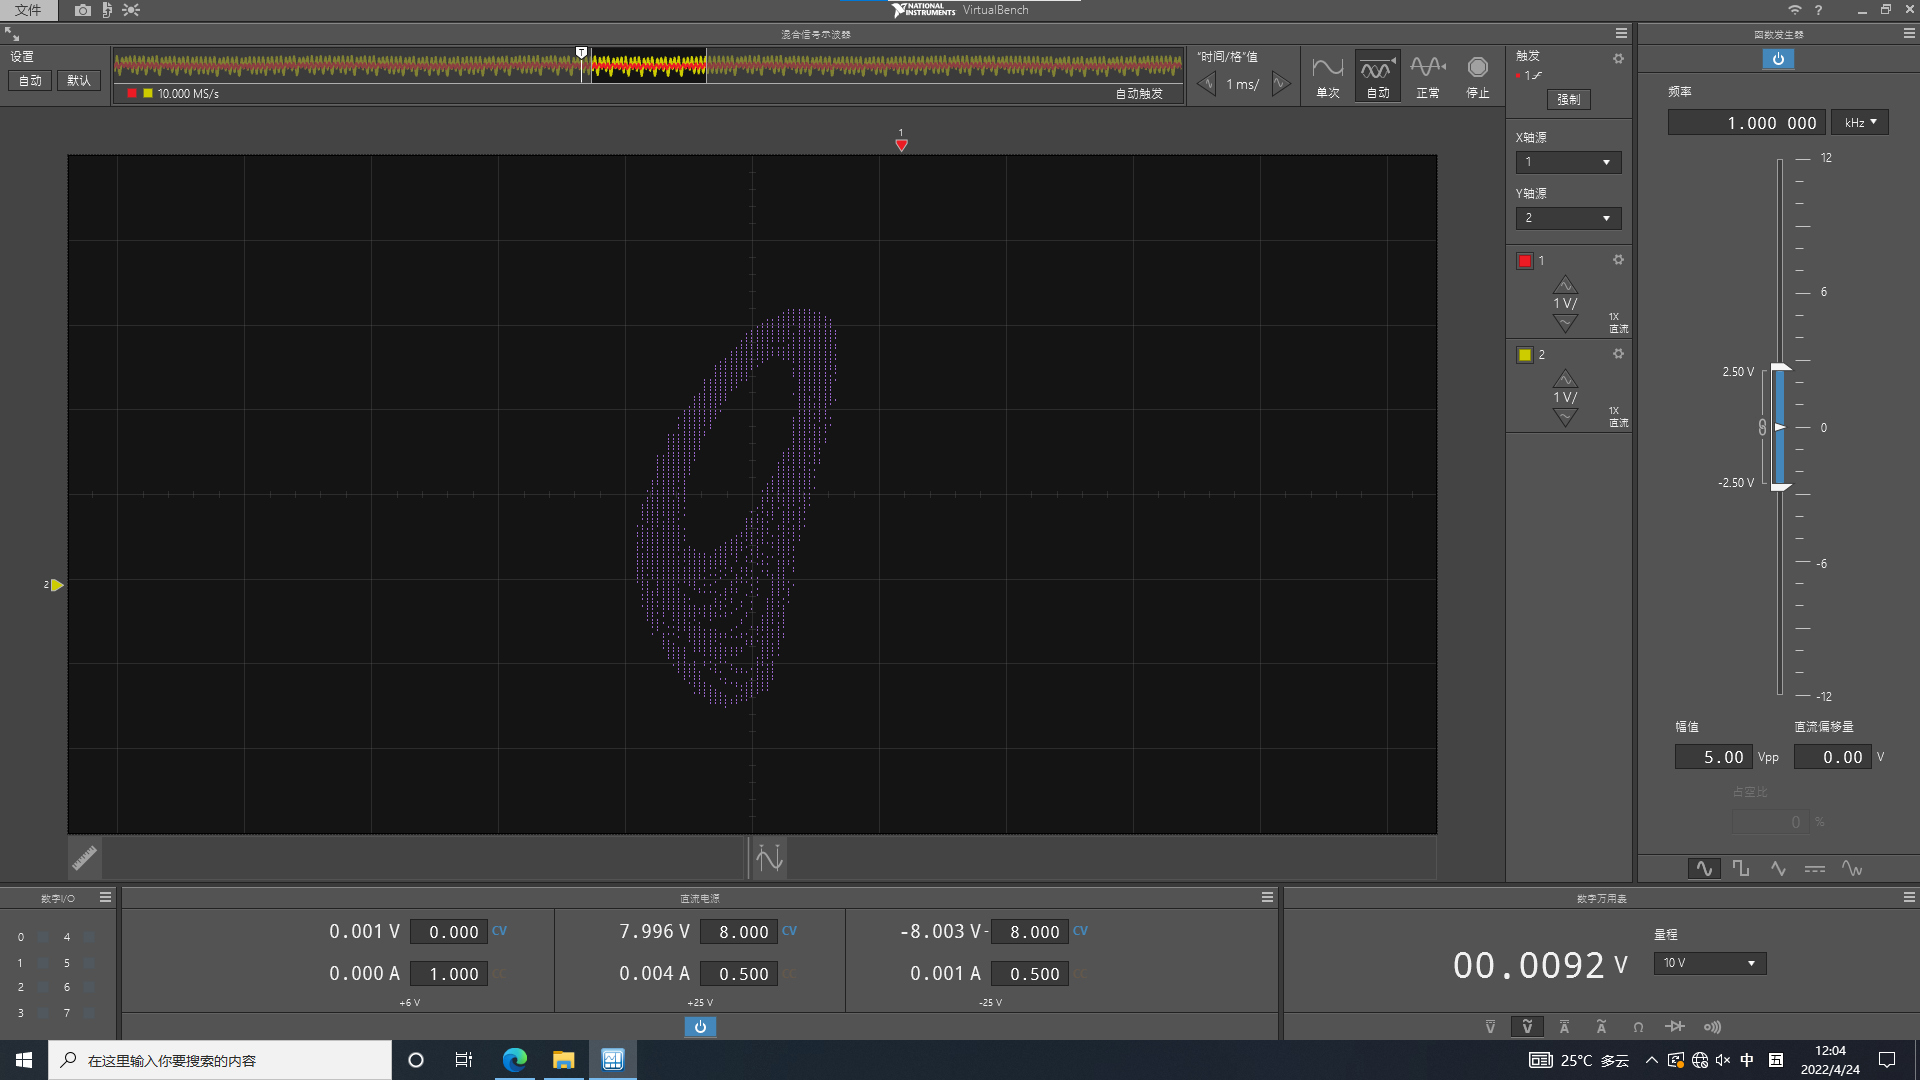 文件
NATIONAL INSTRUMENTS VirtualBench
?
混合信号示波器
函数发生器
设置
自动 默认
T
10.000 MS/s
自动触发
"时间/格"值
1 ms/
单次 自动 正常 停止
触发
1
强制
X轴源
1
Y轴源
2
1
1 V/
1X
直流
2
1 V/
1X
直流
1
2
频率
1.000 000 kHz
12
6
2.50 V
0
-2.50 V
-6
-12
幅值 直流偏移量
5.00 Vpp 0.00 V
占空比
0 %
数字I/O
0 4
1 5
2 6
3 7
直流电源
0.001 V 0.000 CV
0.000 A 1.000 CC
+6 V
7.996 V 8.000 CV
0.004 A 0.500 CC
+25 V
-8.003 V - 8.000 CV
0.001 A 0.500 CC
-25 V
数字万用表
00.0092 V
量程
10 V
V V A A Ω
在这里输入你要搜索的内容
25°C 多云
中
12:04
2022/4/24